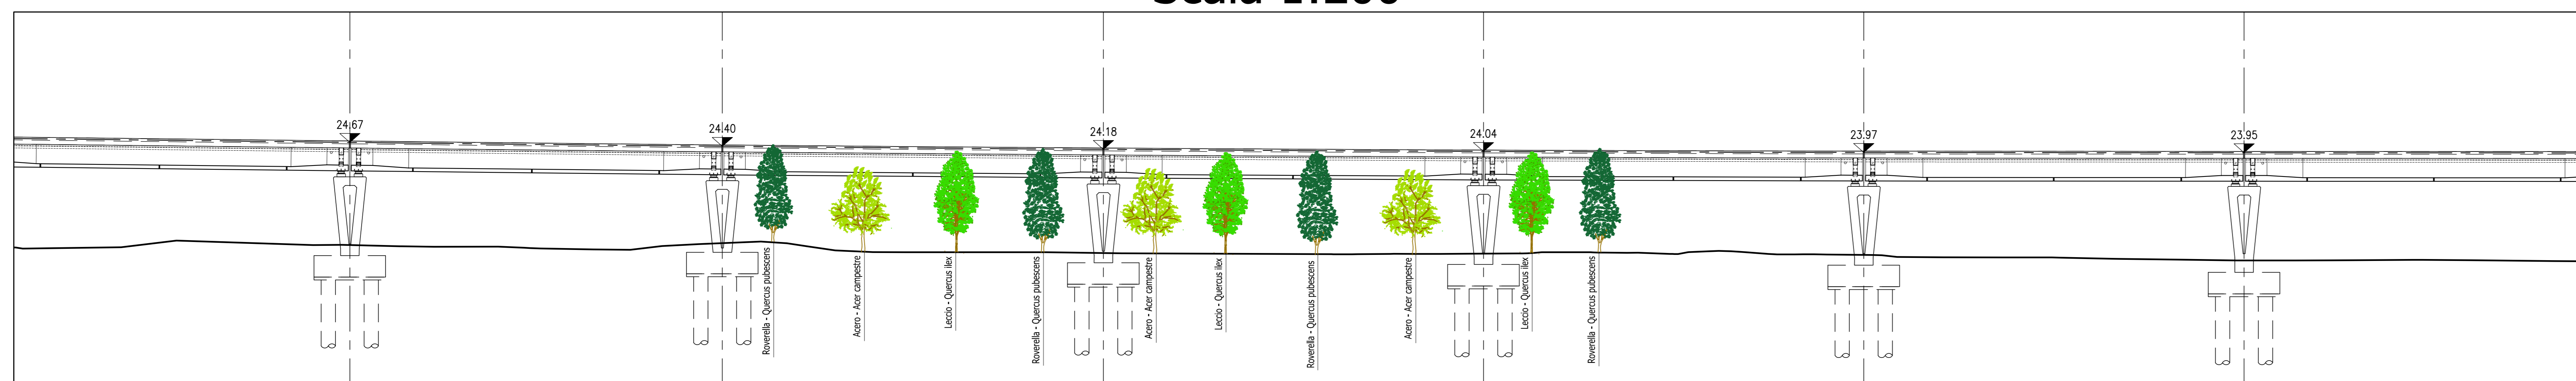 24.67
24.40
24.18
24.04
23.97
23.95
Roverella - Quercus pubescens
Acero - Acer campestre
Leccio - Quercus ilex
Roverella - Quercus pubescens
Acero - Acer campestre
Leccio - Quercus ilex
Roverella - Quercus pubescens
Acero - Acer campestre
Leccio - Quercus ilex
Roverella - Quercus pubescens